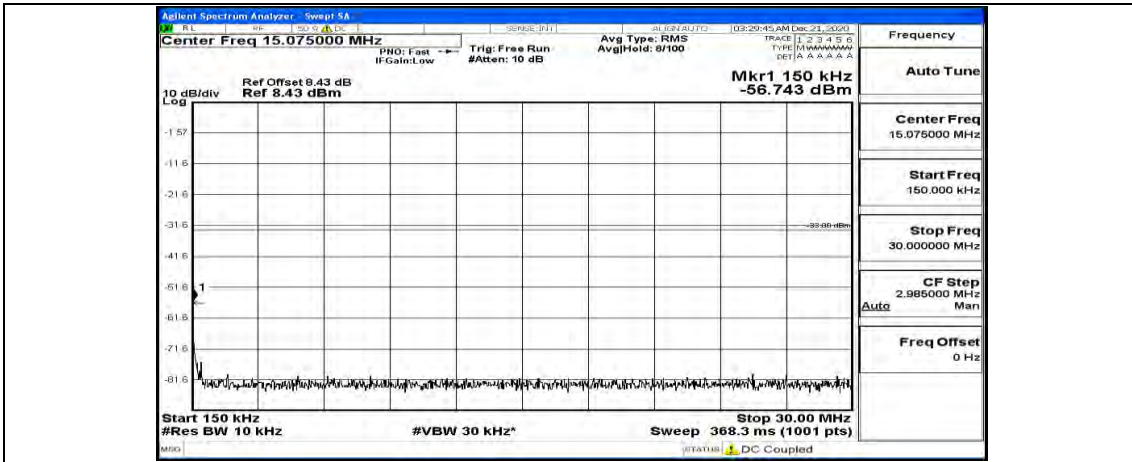 Agilent Spectrum Analyzer - Swept SA
RL RF 50 Ω DC SENSE:INT ALIGN AUTO 03:29:45 AM Dec 21, 2020
Center Freq 15.075000 MHz
PNO: Fast
IFGain:Low
Trig: Free Run
#Atten: 10 dB
Avg Type: RMS
Avg|Hold: 8/100
TRACE 1 2 3 4 5 6
TYPE M WWWWW
DET A A A A A A
Ref Offset 8.43 dB
Ref 8.43 dBm
10 dB/div
Log
Mkr1 150 kHz
-56.743 dBm
-1.57
-11.6
-21.6
-31.6
-33.00 dBm
-41.6
-51.6
1
-61.6
-71.6
-81.6
Start 150 kHz
Stop 30.00 MHz
#Res BW 10 kHz
#VBW 30 kHz*
Sweep 368.3 ms (1001 pts)
MSG
STATUS DC Coupled
Frequency
Auto Tune
Center Freq
15.075000 MHz
Start Freq
150.000 kHz
Stop Freq
30.000000 MHz
CF Step
2.985000 MHz
Auto Man
Freq Offset
0 Hz